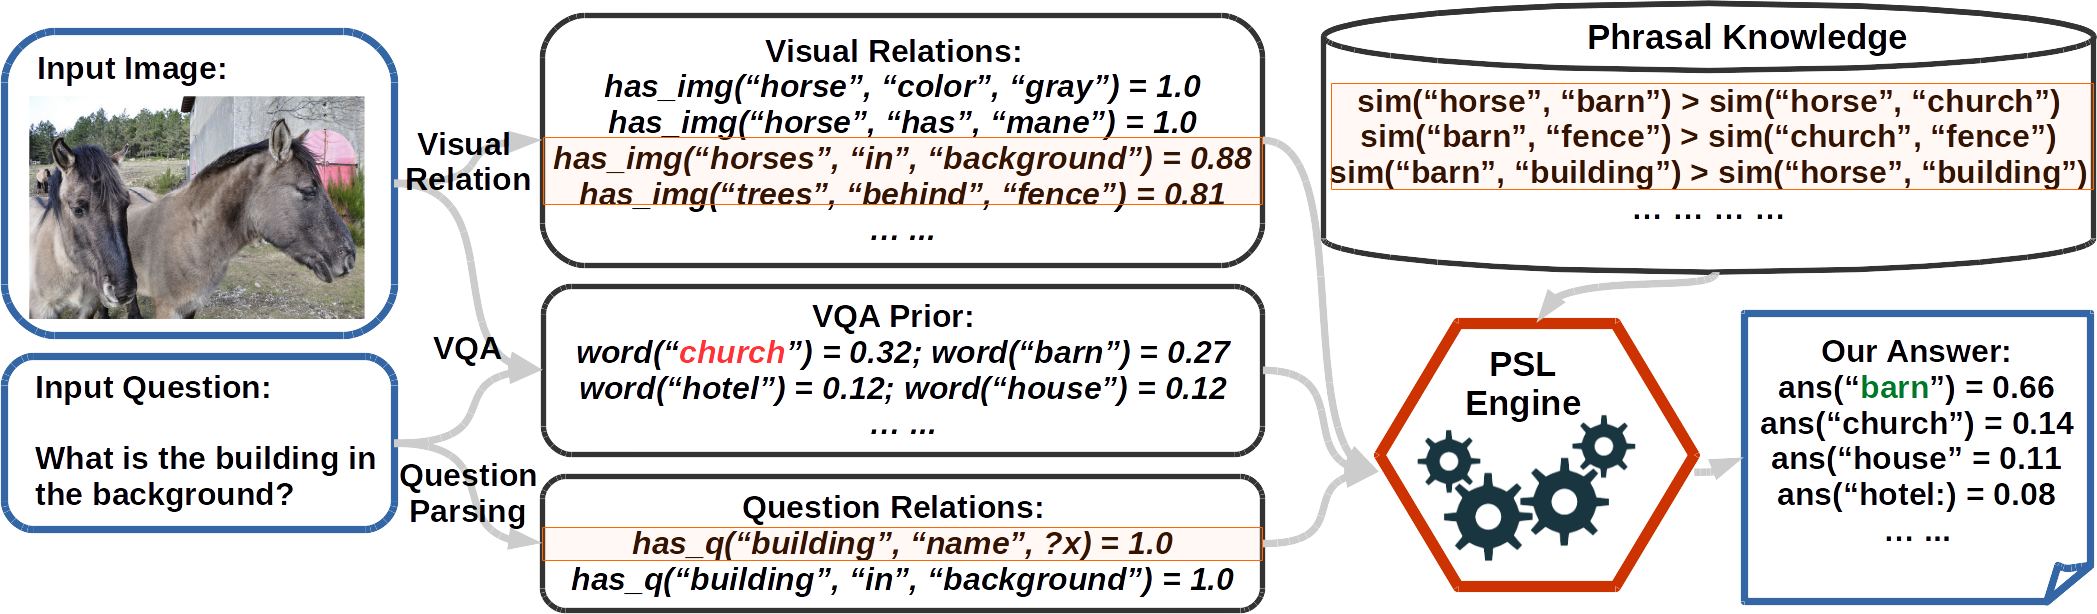 Input Image:
Input Question:
What is the building in
the background?
Visual
Relation
VQA
Question
Parsing
Visual Relations:
has_img(“horse”, “color”, “gray”) = 1.0
has_img(“horse”, “has”, “mane”) = 1.0
has_img(“horses”, “in”, “background”) = 0.88
has_img(“trees”, “behind”, “fence”) = 0.81
… ...
VQA Prior:
word(“church”) = 0.32; word(“barn”) = 0.27
word(“hotel”) = 0.12; word(“house”) = 0.12
… ...
Question Relations:
has_q(“building”, “name”, ?x) = 1.0
has_q(“building”, “in”, “background”) = 1.0
Phrasal Knowledge
sim(“horse”, “barn”) > sim(“horse”, “church”)
sim(“barn”, “fence”) > sim(“church”, “fence”)
sim(“barn”, “building”) > sim(“horse”, “building”)
… … … …
PSL
Engine
Our Answer:
ans(“barn”) = 0.66
ans(“church”) = 0.14
ans(“house” = 0.11
ans(“hotel:) = 0.08
… ...